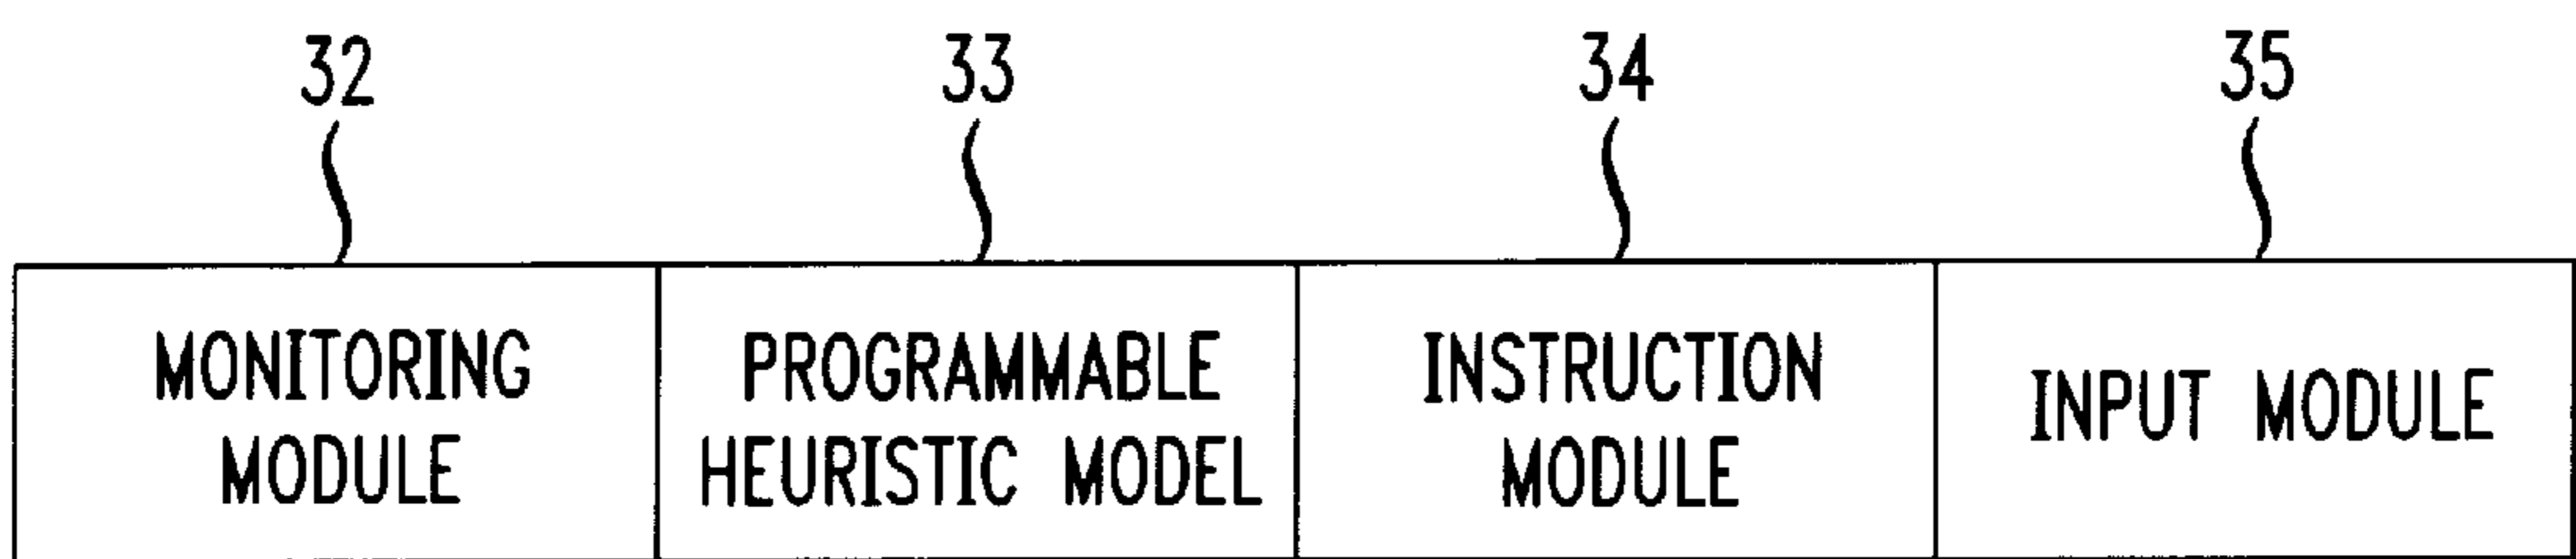 32 33 34 35
MONITORING MODULE
PROGRAMMABLE HEURISTIC MODEL
INSTRUCTION MODULE
INPUT MODULE